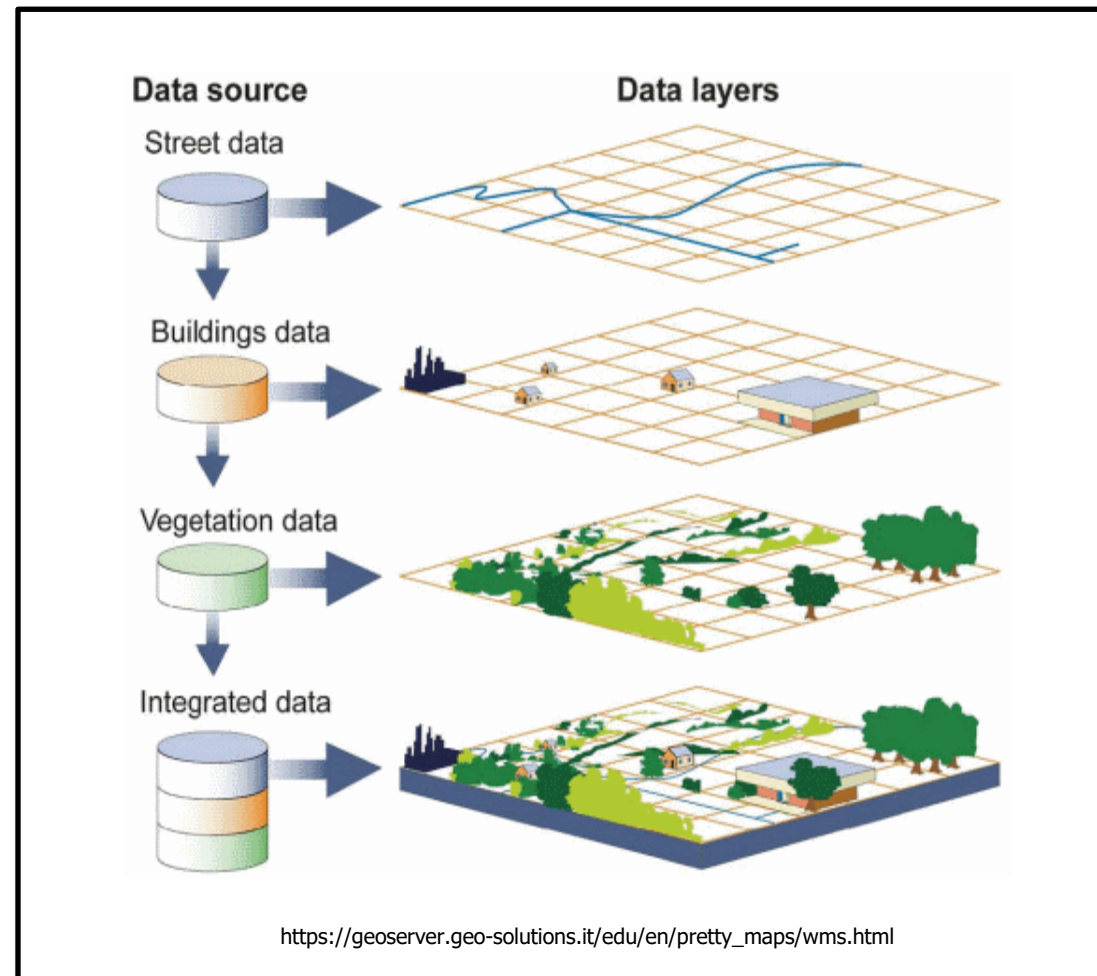 Data source
Data layers
Street data
Buildings data
Vegetation data
Integrated data
https://geoserver.geo-solutions.it/edu/en/pretty_maps/wms.html